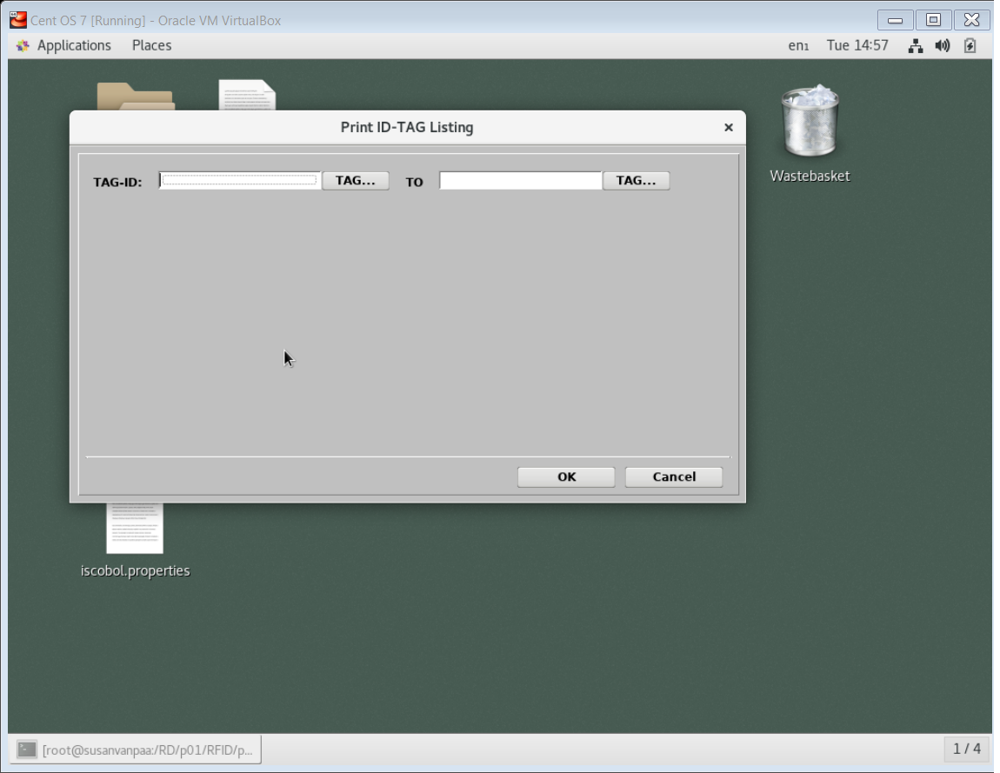 Cent OS 7 [Running] - Oracle VM VirtualBox
Applications Places en1 Tue 14:57
Print ID-TAG Listing
TAG-ID: TAG... TO TAG...
Wastebasket
OK Cancel
iscobol.properties
[root@susanvanpaa:/RD/p01/RFID/p...
1 / 4